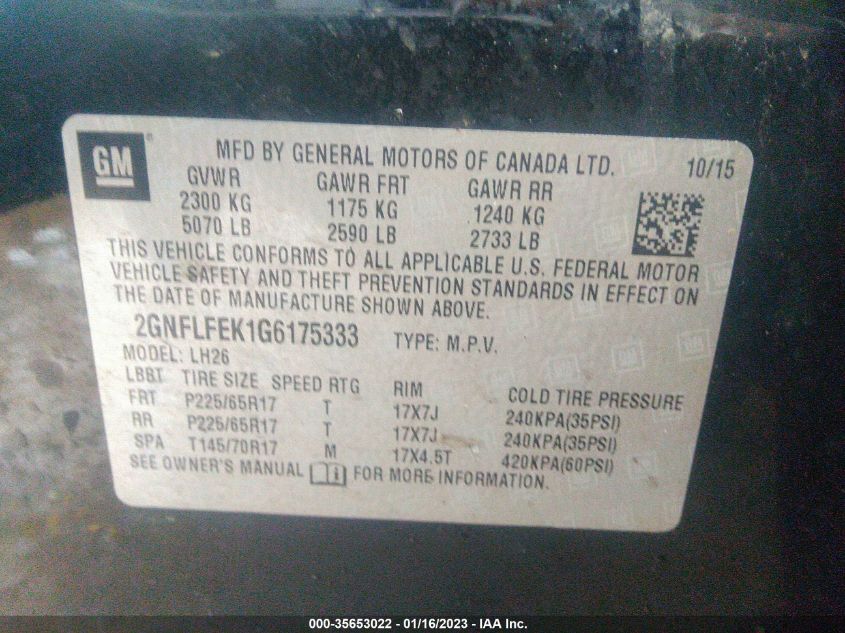 GM®
MFD BY GENERAL MOTORS OF CANADA LTD. 10/15
GVWR GAWR FRT GAWR RR
2300 KG 1175 KG 1240 KG
5070 LB 2590 LB 2733 LB
THIS VEHICLE CONFORMS TO ALL APPLICABLE U.S. FEDERAL MOTOR
VEHICLE SAFETY AND THEFT PREVENTION STANDARDS IN EFFECT ON
THE DATE OF MANUFACTURE SHOWN ABOVE.
2GNFLFEK1G6175333 TYPE: M.P.V.
MODEL: LH26
LBBT TIRE SIZE SPEED RTG RIM COLD TIRE PRESSURE
FRT P225/65R17 T 17X7J 240KPA(35PSI)
RR P225/65R17 T 17X7J 240KPA(35PSI)
SPA T145/70R17 M 17X4.5T 420KPA(60PSI)
SEE OWNER'S MANUAL FOR MORE INFORMATION.
000-35653022 - 01/16/2023 - IAA Inc.